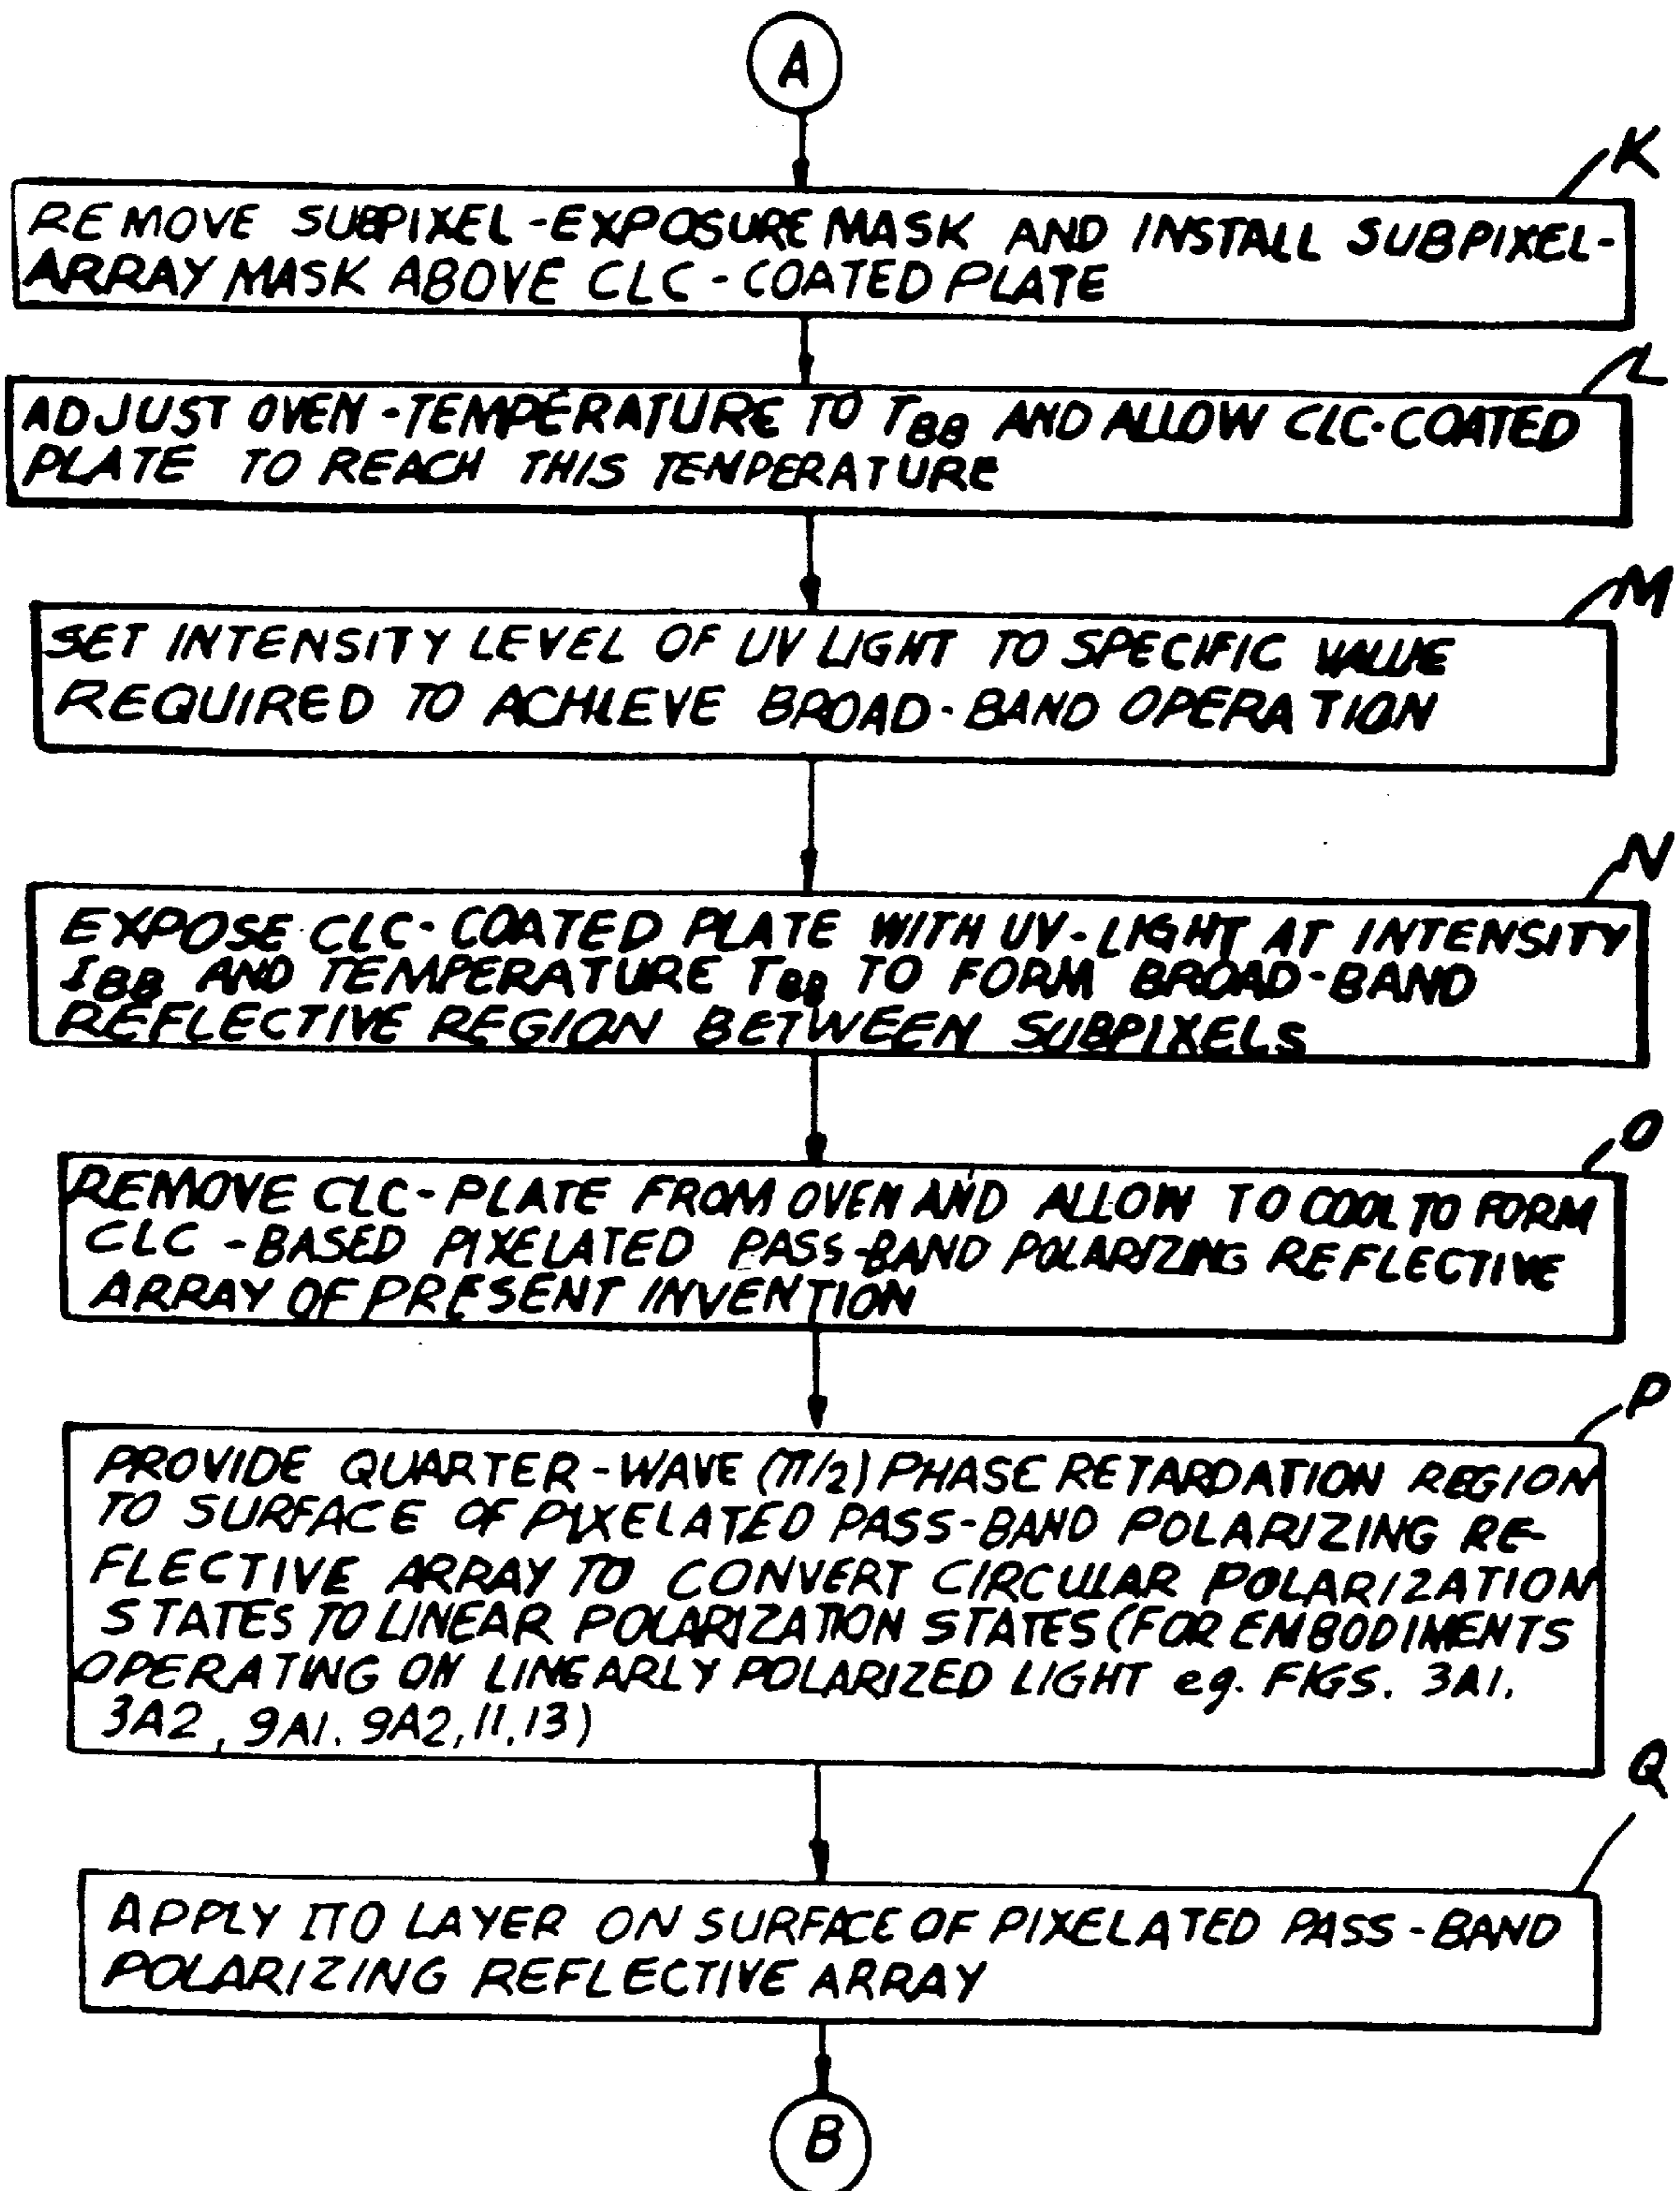 A
K
REMOVE SUBPIXEL-EXPOSURE MASK AND INSTALL SUBPIXEL-
ARRAY MASK ABOVE CLC-COATED PLATE
L
ADJUST OVEN-TEMPERATURE TO TBB AND ALLOW CLC-COATED
PLATE TO REACH THIS TEMPERATURE
M
SET INTENSITY LEVEL OF UV LIGHT TO SPECIFIC VALUE
REQUIRED TO ACHIEVE BROAD-BAND OPERATION
N
EXPOSE CLC-COATED PLATE WITH UV-LIGHT AT INTENSITY
IBB AND TEMPERATURE TBB TO FORM BROAD-BAND
REFLECTIVE REGION BETWEEN SUBPIXELS
O
REMOVE CLC-PLATE FROM OVEN AND ALLOW TO COOL TO FORM
CLC-BASED PIXELATED PASS-BAND POLARIZING REFLECTIVE
ARRAY OF PRESENT INVENTION
P
PROVIDE QUARTER-WAVE (π/2) PHASE RETARDATION REGION
TO SURFACE OF PIXELATED PASS-BAND POLARIZING RE-
FLECTIVE ARRAY TO CONVERT CIRCULAR POLARIZATION
STATES TO LINEAR POLARIZATION STATES (FOR EMBODIMENTS
OPERATING ON LINEARLY POLARIZED LIGHT eg. FIGS. 3A1.
3A2, 9A1. 9A2, 11, 13)
Q
APPLY ITO LAYER ON SURFACE OF PIXELATED PASS-BAND
POLARIZING REFLECTIVE ARRAY
B